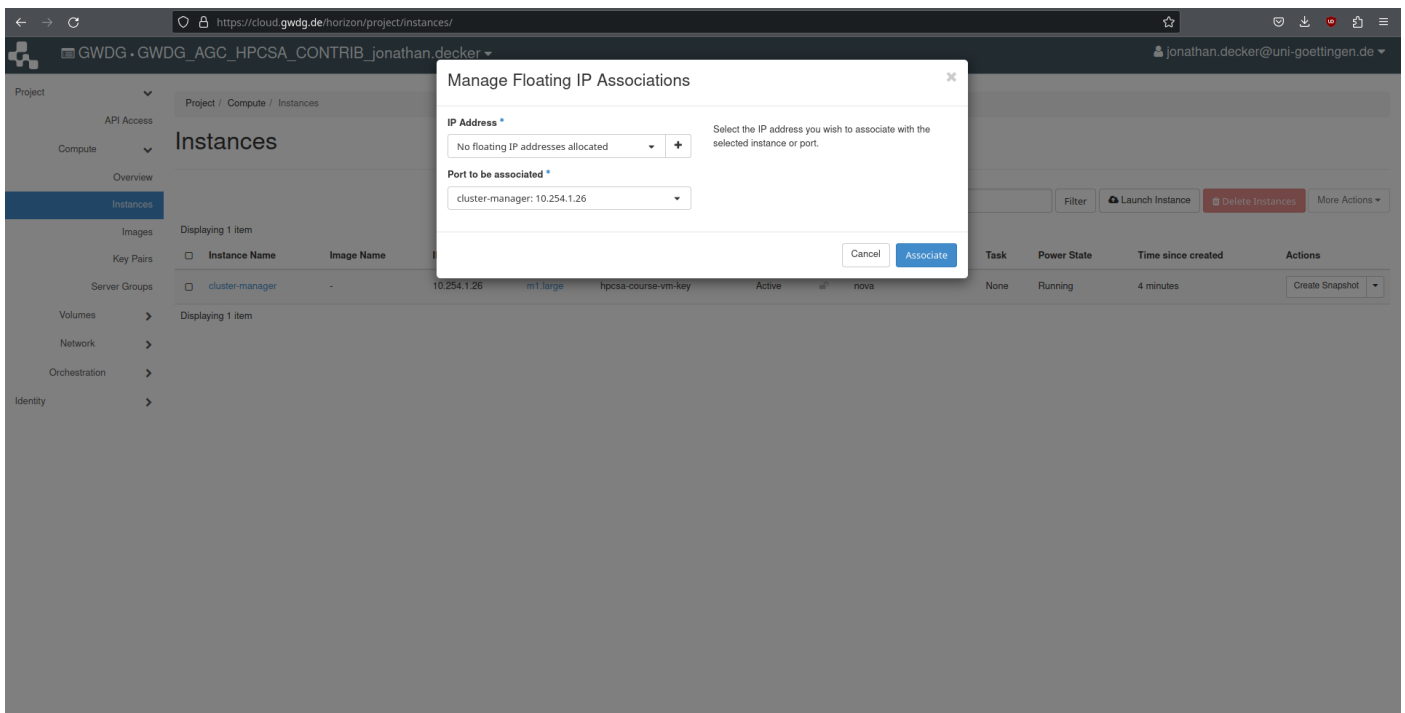 https://cloud.gwdg.de/horizon/project/instances/
GWDG • GWDG_AGC_HPCSA_CONTRIB_jonathan.decker
jonathan.decker@uni-goettingen.de
Project
API Access
Compute
Overview
Instances
Images
Key Pairs
Server Groups
Volumes
Network
Orchestration
Identity
Project / Compute / Instances
Instances
Manage Floating IP Associations
IP Address *
No floating IP addresses allocated
Port to be associated *
cluster-manager: 10.254.1.26
Select the IP address you wish to associate with the
selected instance or port.
Cancel Associate
Filter Launch Instance Delete Instances More Actions
Displaying 1 item
Instance Name Image Name Task Power State Time since created Actions
cluster-manager - 10.254.1.26 m1.large hpcsa-course-vm-key Active nova None Running 4 minutes Create Snapshot
Displaying 1 item